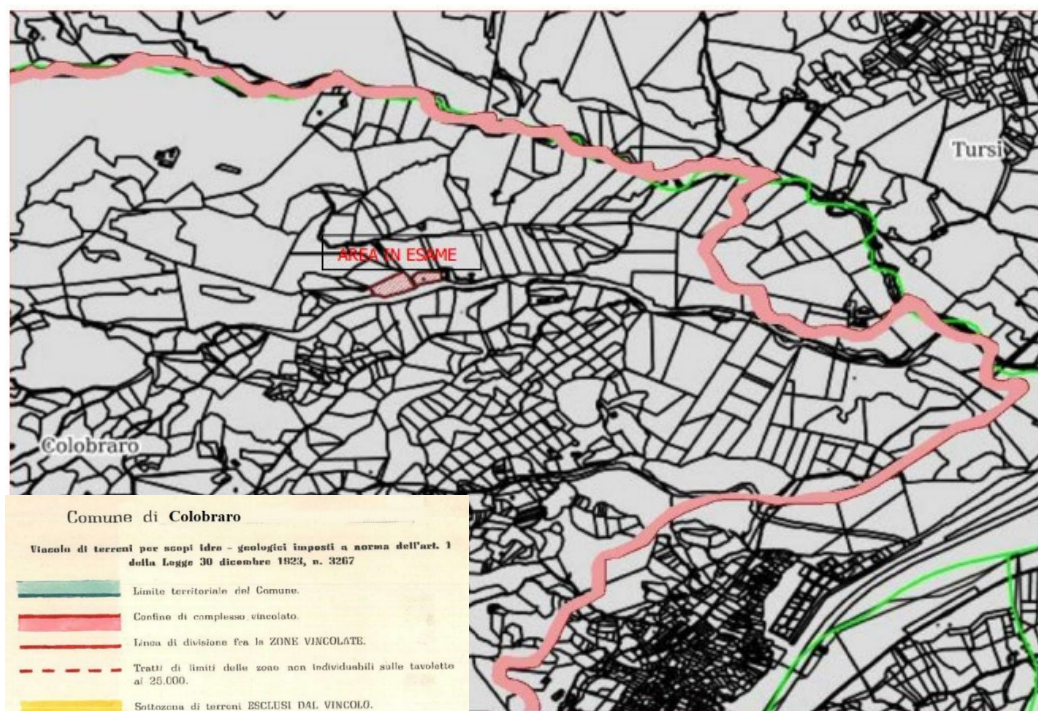 Tursi
AREA IN ESAME
Colobraro
Comune di Colobraro
Vincolo di terreni per scopi idro - geologici imposti a norma dell'art. 1
della Legge 30 dicembre 1923, n. 3267
Limite territoriale del Comune.
Confine di complesso vincolato.
Linea di divisione fra le ZONE VINCOLATE.
Tratti di limiti delle zone non individuabili sulle tavolette
al 25.000.
Sottozona di terreni ESCLUSI DAL VINCOLO.